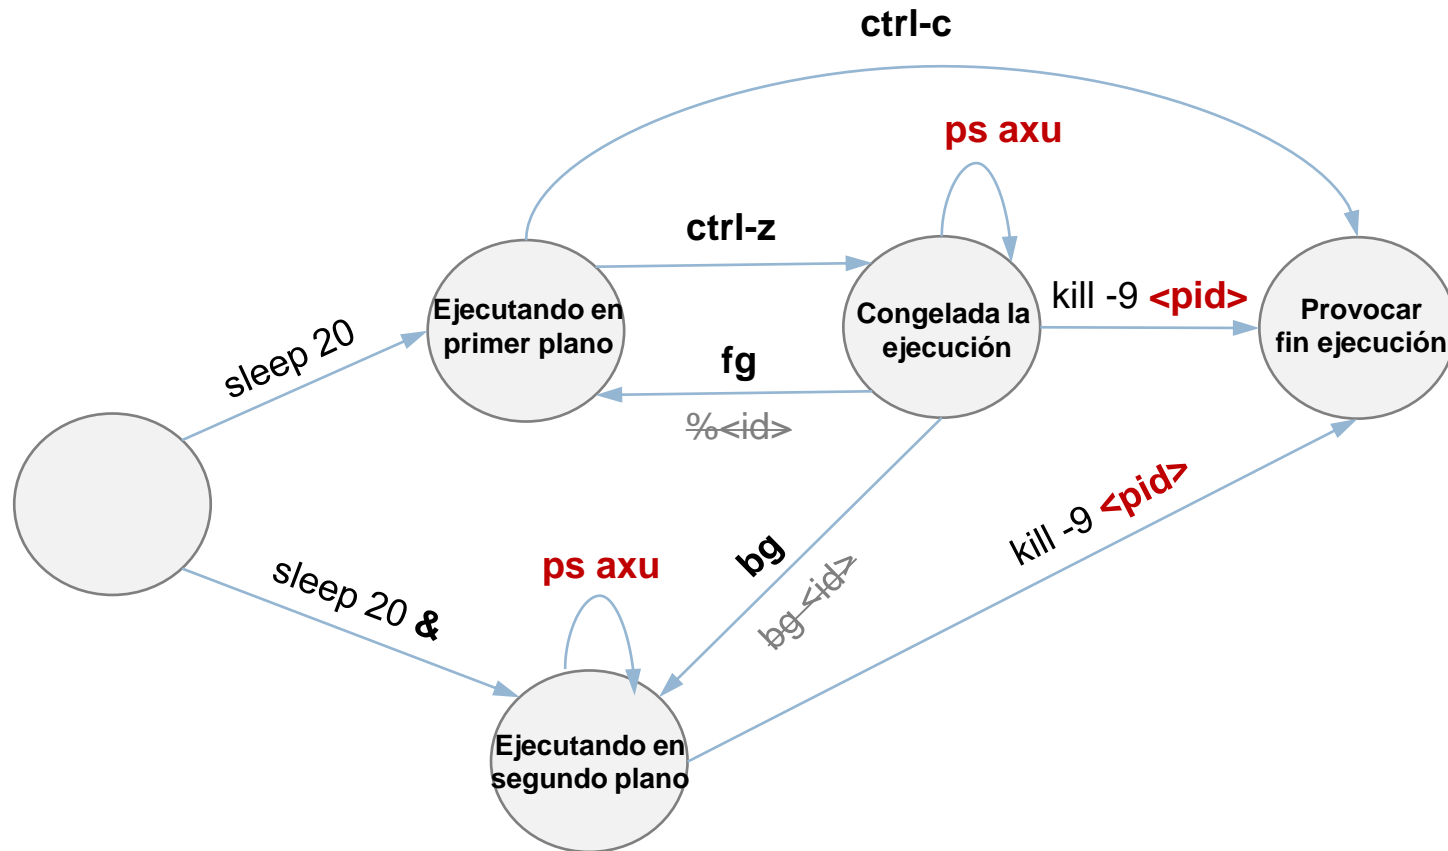 ctrl-c
ps axu
ctrl-z
Ejecutando en
primer plano
Congelada la
ejecución
kill -9 <pid>
Provocar
fin ejecución
sleep 20
fg
%<id>
bg
bg <id>
kill -9 <pid>
sleep 20 &
ps axu
Ejecutando en
segundo plano